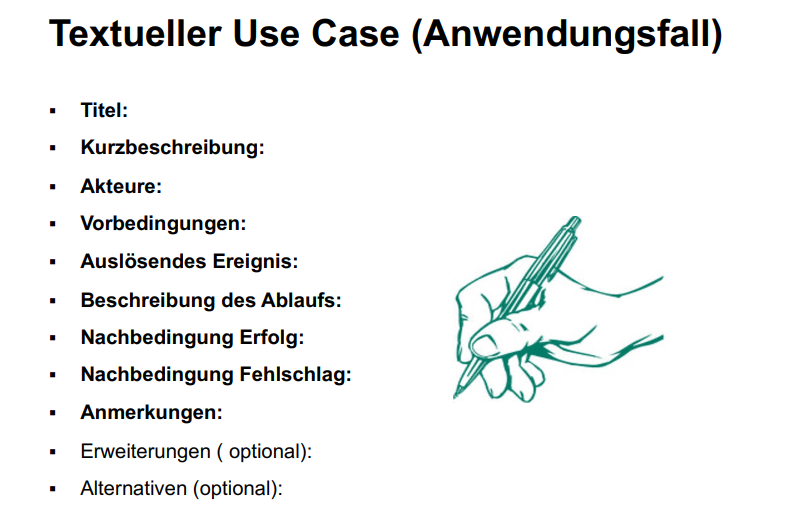 Textueller Use Case (Anwendungsfall)
▪ Titel:
▪ Kurzbeschreibung:
▪ Akteure:
▪ Vorbedingungen:
▪ Auslösendes Ereignis:
▪ Beschreibung des Ablaufs:
▪ Nachbedingung Erfolg:
▪ Nachbedingung Fehlschlag:
▪ Anmerkungen:
▪ Erweiterungen ( optional):
▪ Alternativen (optional):